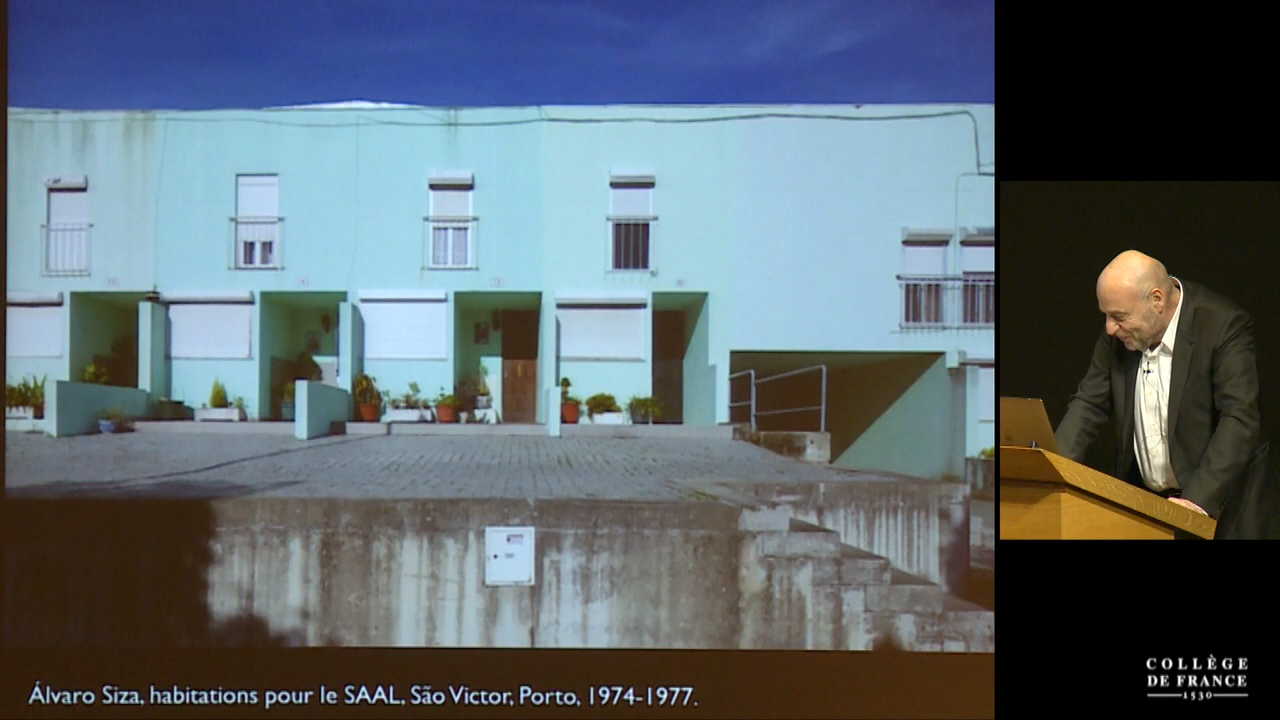 Álvaro Siza, habitations pour le SAAL, São Victor, Porto, 1974-1977.
COLLÈGE
DE FRANCE
1530